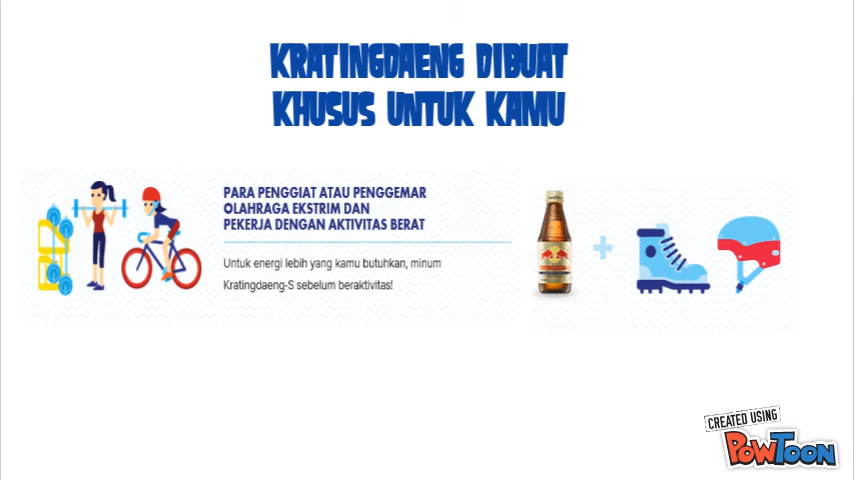 KRATINGDAENG DIBUAT
KHUSUS UNTUK KAMU
PARA PENGGIAT ATAU PENGGEMAR
OLAHRAGA EKSTRIM DAN
PEKERJA DENGAN AKTIVITAS BERAT
Untuk energi lebih yang kamu butuhkan, minum
Kratingdaeng-S sebelum beraktivitas!
CREATED USING
POWTOON